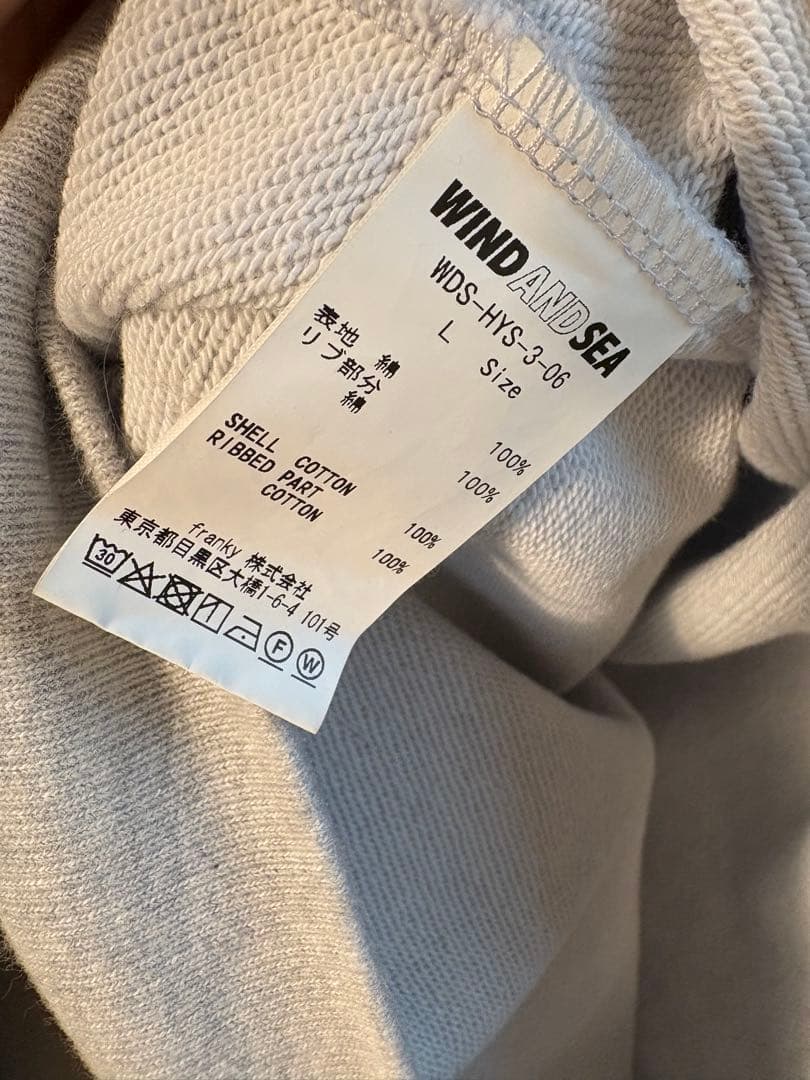 WIND AND SEA
WDS-HYS-3-06
L Size
表地 綿 100%
リブ部分
綿 100%
SHELL COTTON 100%
RIBBED PART
COTTON 100%
franky 株式会社
東京都目黒区大橋1-6-4 101号
30 F W